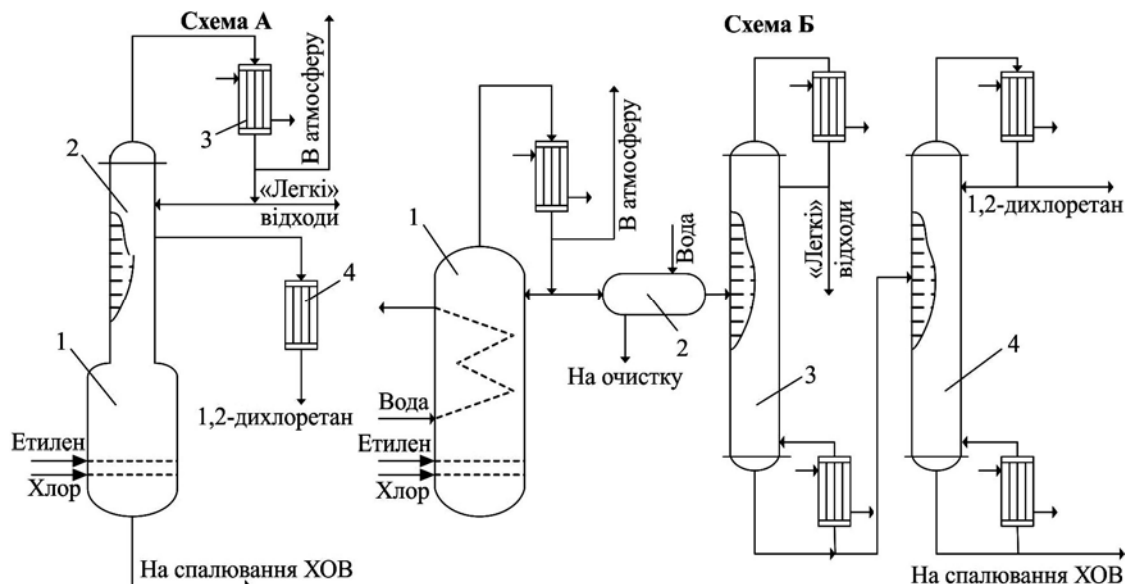 Схема А
Схема Б
В атмосферу
3
2
«Легкі»
відходи
4
1
1,2-дихлоретан
Етилен
Хлор
На спалювання ХОВ
В атмосферу
1
Вода
2
На очистку
Вода
Етилен
Хлор
«Легкі»
відходи
3
1,2-дихлоретан
4
На спалювання ХОВ